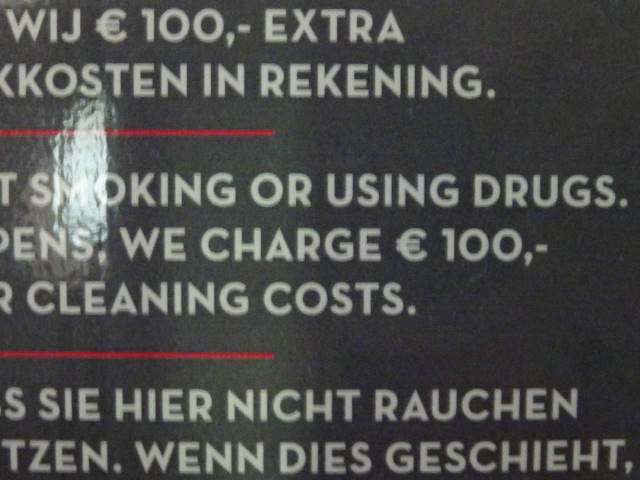 WIJ € 100,- EXTRA
KKOSTEN IN REKENING.
T SMOKING OR USING DRUGS.
PENS, WE CHARGE € 100,-
R CLEANING COSTS.
SS SIE HIER NICHT RAUCHEN
TZEN. WENN DIES GESCHIEHT,